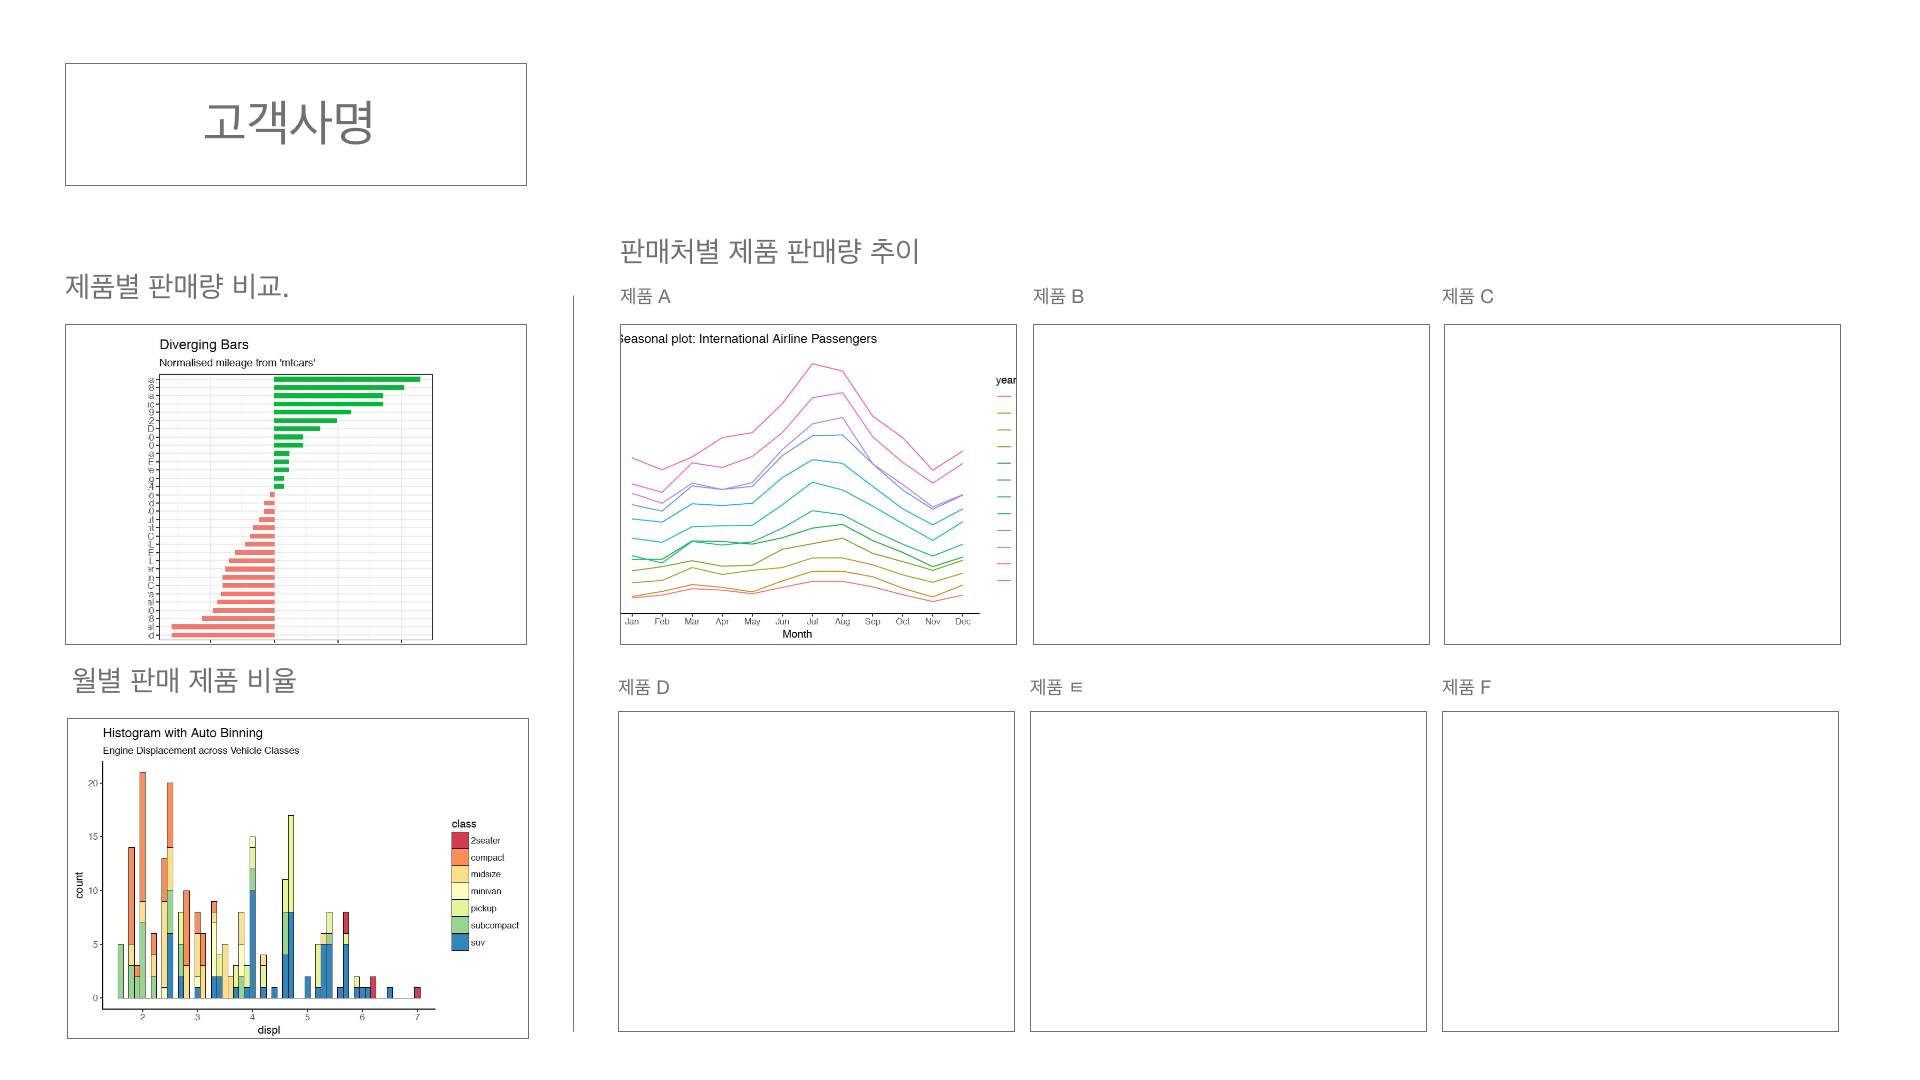 고객사명
제품별 판매량 비교.
Diverging Bars
Normalised mileage from 'mtcars'
월별 판매 제품 비율
Histogram with Auto Binning
Engine Displacement across Vehicle Classes
20
15
10
5
0
count
2 3 4 5 6 7
displ
class
2seater
compact
midsize
minivan
pickup
subcompact
suv
판매처별 제품 판매량 추이
제품 A
Seasonal plot: International Airline Passengers
year
Jan Feb Mar Apr May Jun Jul Aug Sep Oct Nov Dec
Month
제품 B
제품 C
제품 D
제품 ㅌ
제품 F